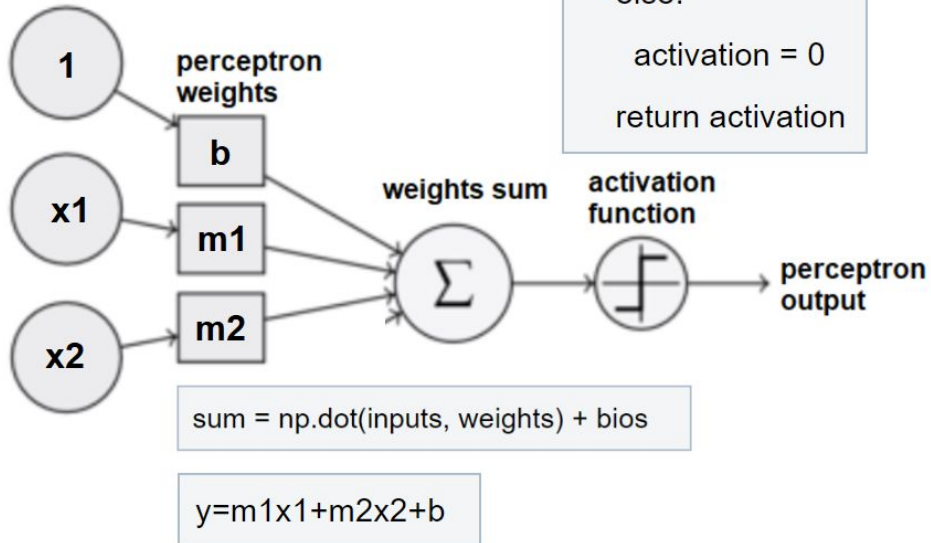 else:
activation = 0
return activation
1
perceptron
weights
b
x1
m1
x2
m2
weights sum
Σ
activation
function
perceptron
output
sum = np.dot(inputs, weights) + bios
y=m1x1+m2x2+b